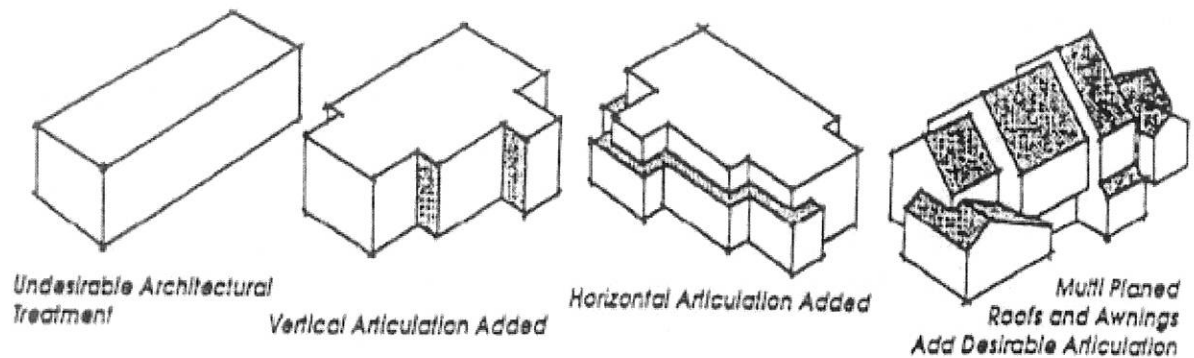 Undesirable Architectural
Treatment
Vertical Articulation Added
Horizontal Articulation Added
Multi Planed
Roofs and Awnings
Add Desirable Articulation